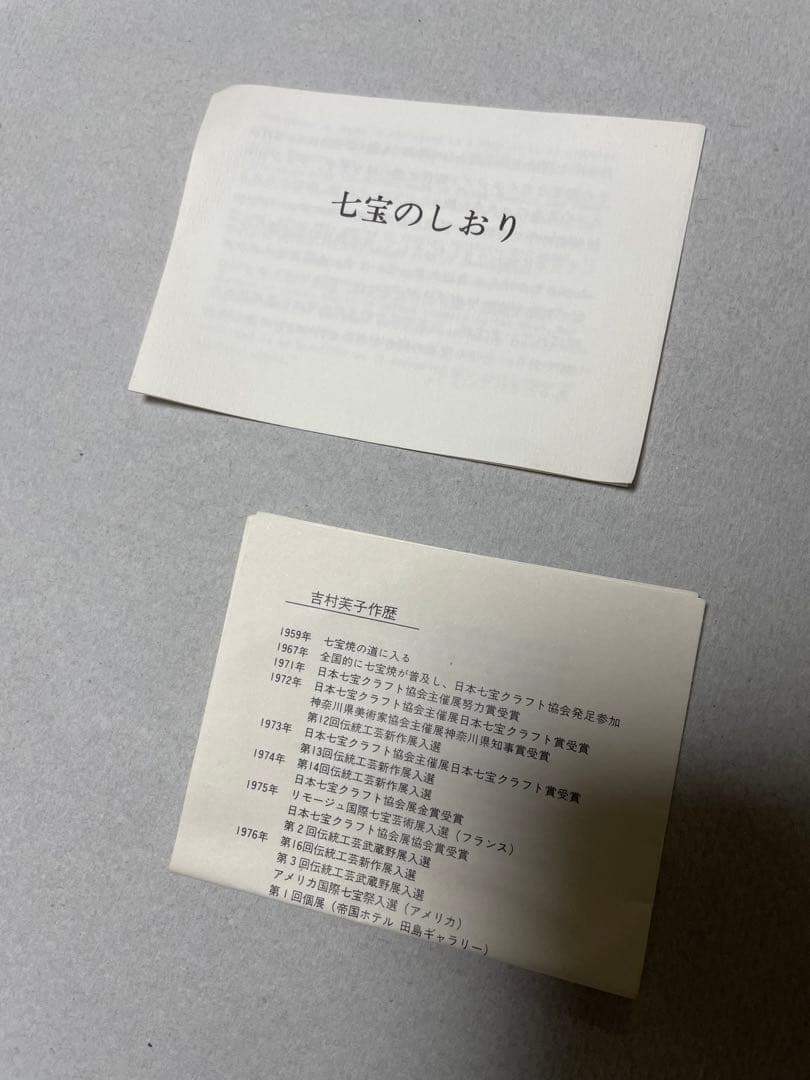 七宝のしおり
吉村芙子作歴
1959年 七宝焼の道に入る
1967年 全国的に七宝焼が普及し、日本七宝クラフト協会発足参加
1971年 日本七宝クラフト協会主催展努力賞受賞
1972年 日本七宝クラフト協会主催展日本七宝クラフト賞受賞
神奈川県美術家協会主催展神奈川県知事賞受賞
第12回伝統工芸新作展入選
1973年 日本七宝クラフト協会主催展日本七宝クラフト賞受賞
第13回伝統工芸新作展入選
1974年 第14回伝統工芸新作展入選
日本七宝クラフト協会展金賞受賞
1975年 リモージュ国際七宝芸術展入選（フランス）
日本七宝クラフト協会展協会賞受賞
第2回伝統工芸武蔵野展入選
1976年 第16回伝統工芸新作展入選
第3回伝統工芸武蔵野展入選
アメリカ国際七宝祭入選（アメリカ）
第1回個展（帝国ホテル 田島ギャラリー）